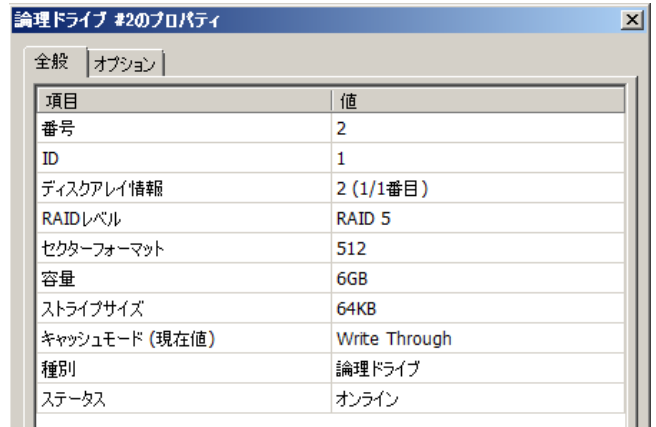 論理ドライブ #2のプロパティ
全般 オプション
項目 値
番号 2
ID 1
ディスクアレイ情報 2 (1/1番目)
RAIDレベル RAID 5
セクターフォーマット 512
容量 6GB
ストライプサイズ 64KB
キャッシュモード (現在値) Write Through
種別 論理ドライブ
ステータス オンライン